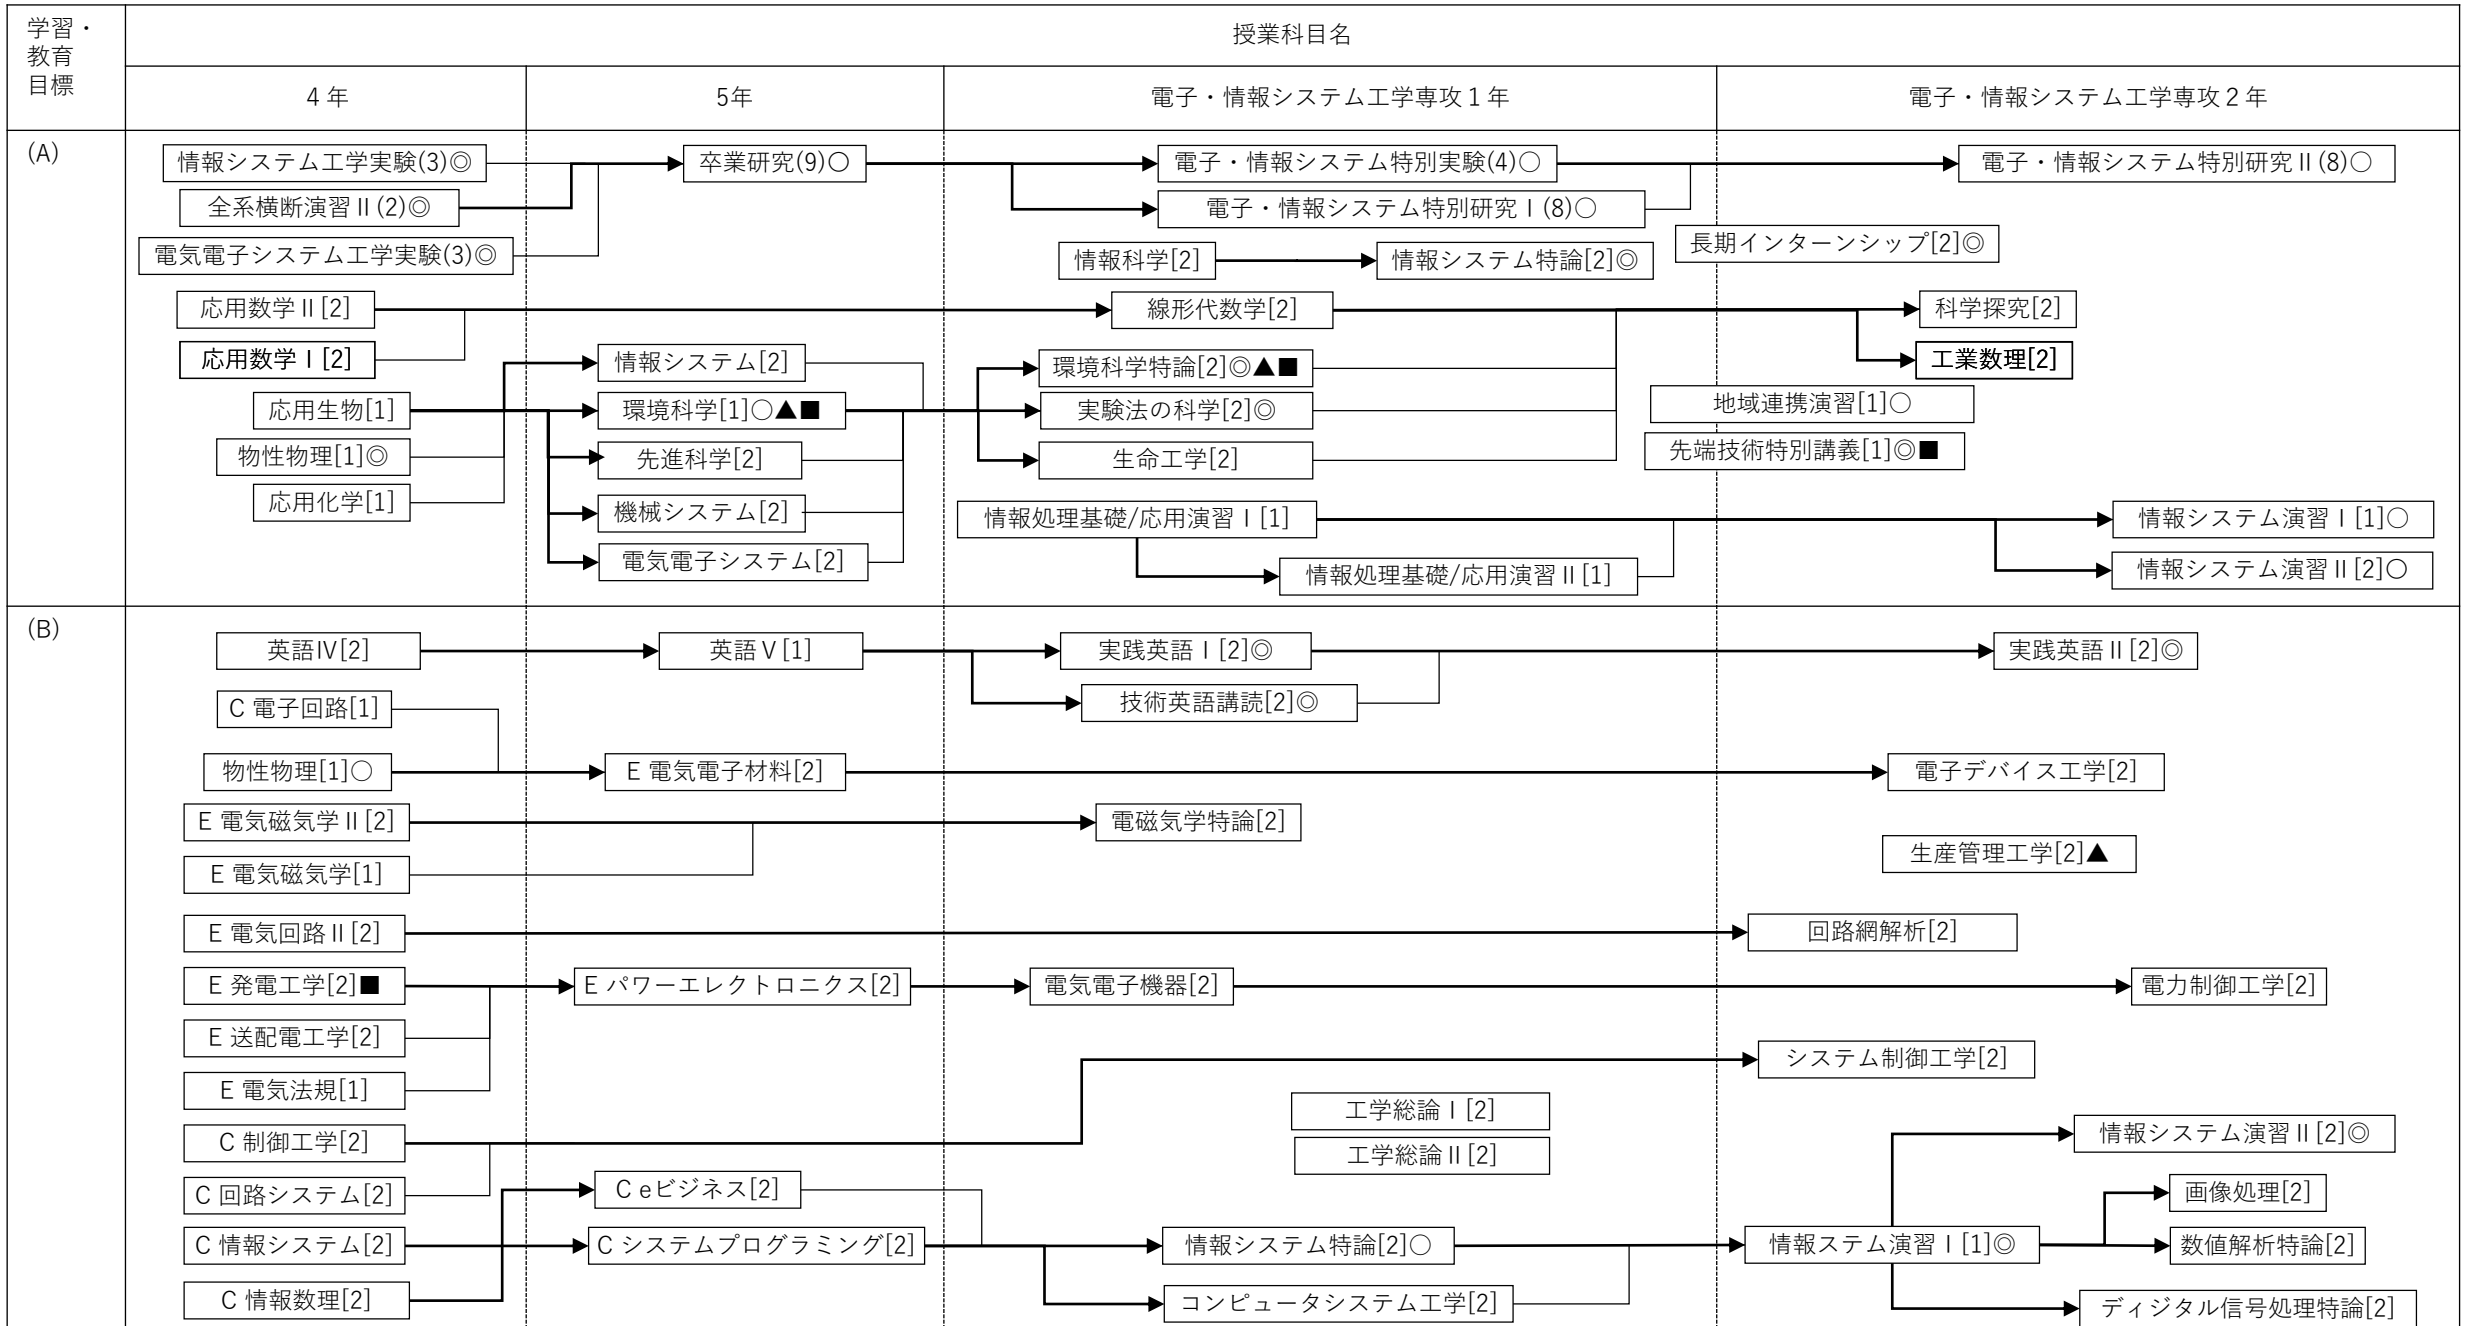 学習・
教育
目標
授業科目名
4 年
5年
電子・情報システム工学専攻 1 年
電子・情報システム工学専攻 2 年
(A)
情報システム工学実験(3)◎
卒業研究(9)○
電子・情報システム特別実験(4)○
電子・情報システム特別研究Ⅱ(8)○
全系横断演習Ⅱ(2)◎
電子・情報システム特別研究Ⅰ(8)○
電気電子システム工学実験(3)◎
情報科学[2]
情報システム特論[2]◎
長期インターンシップ[2]◎
応用数学Ⅱ[2]
線形代数学[2]
科学探究[2]
応用数学Ⅰ[2]
情報システム[2]
環境科学特論[2]◎▲■
工業数理[2]
応用生物[1]
環境科学[1]○▲■
実験法の科学[2]◎
地域連携演習[1]○
物性物理[1]◎
先進科学[2]
生命工学[2]
先端技術特別講義[1]◎■
応用化学[1]
機械システム[2]
情報処理基礎/応用演習Ⅰ[1]
情報システム演習Ⅰ[1]○
電気電子システム[2]
情報処理基礎/応用演習Ⅱ[1]
情報システム演習Ⅱ[2]○
(B)
英語Ⅳ[2]
英語Ⅴ[1]
実践英語Ⅰ[2]◎
実践英語Ⅱ[2]◎
C 電子回路[1]
技術英語講読[2]◎
物性物理[1]○
E 電気電子材料[2]
電子デバイス工学[2]
E 電気磁気学Ⅱ[2]
電磁気学特論[2]
生産管理工学[2]▲
E 電気磁気学[1]
E 電気回路Ⅱ[2]
回路網解析[2]
E 発電工学[2]■
E パワーエレクトロニクス[2]
電気電子機器[2]
電力制御工学[2]
E 送配電工学[2]
システム制御工学[2]
E 電気法規[1]
工学総論Ⅰ[2]
C 制御工学[2]
工学総論Ⅱ[2]
情報システム演習Ⅱ[2]◎
C 回路システム[2]
C eビジネス[2]
画像処理[2]
C 情報システム[2]
C システムプログラミング[2]
情報システム特論[2]○
情報ステム演習Ⅰ[1]◎
数値解析特論[2]
C 情報数理[2]
コンピュータシステム工学[2]
ディジタル信号処理特論[2]